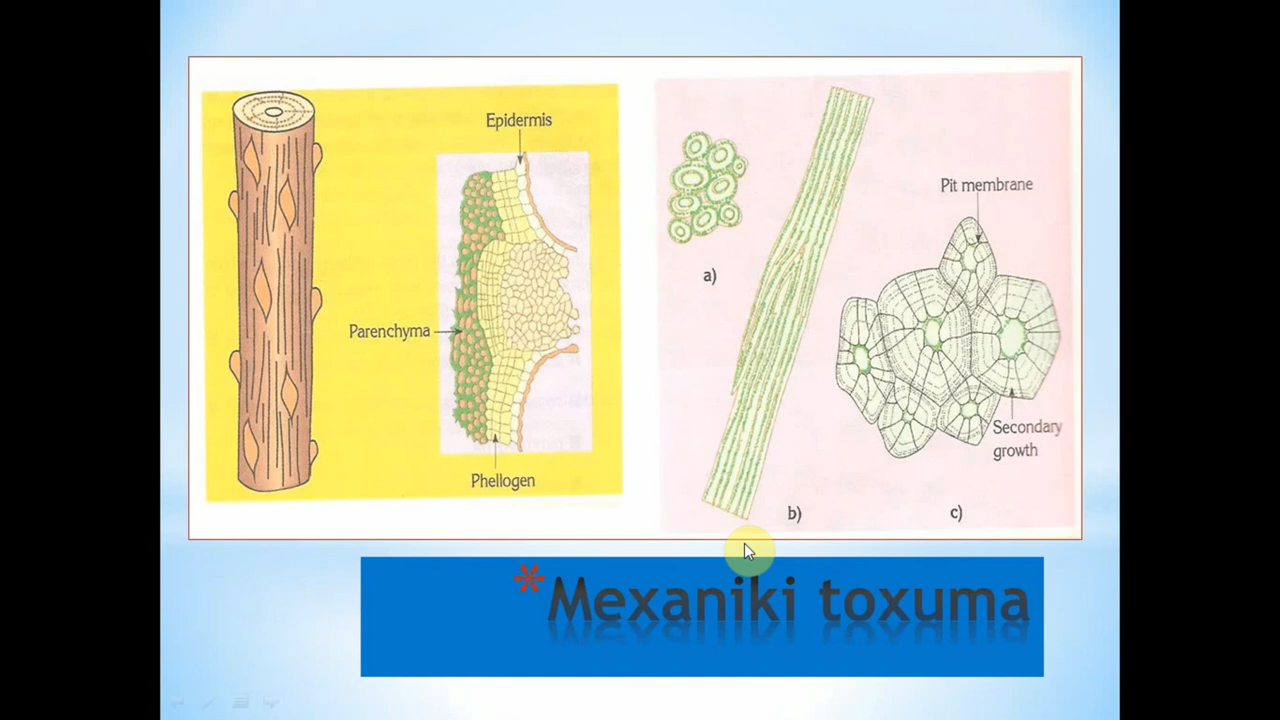 Epidermis
Parenchyma
Phellogen
a)
b)
Pit membrane
Secondary
growth
c)
*Mexaniki toxuma